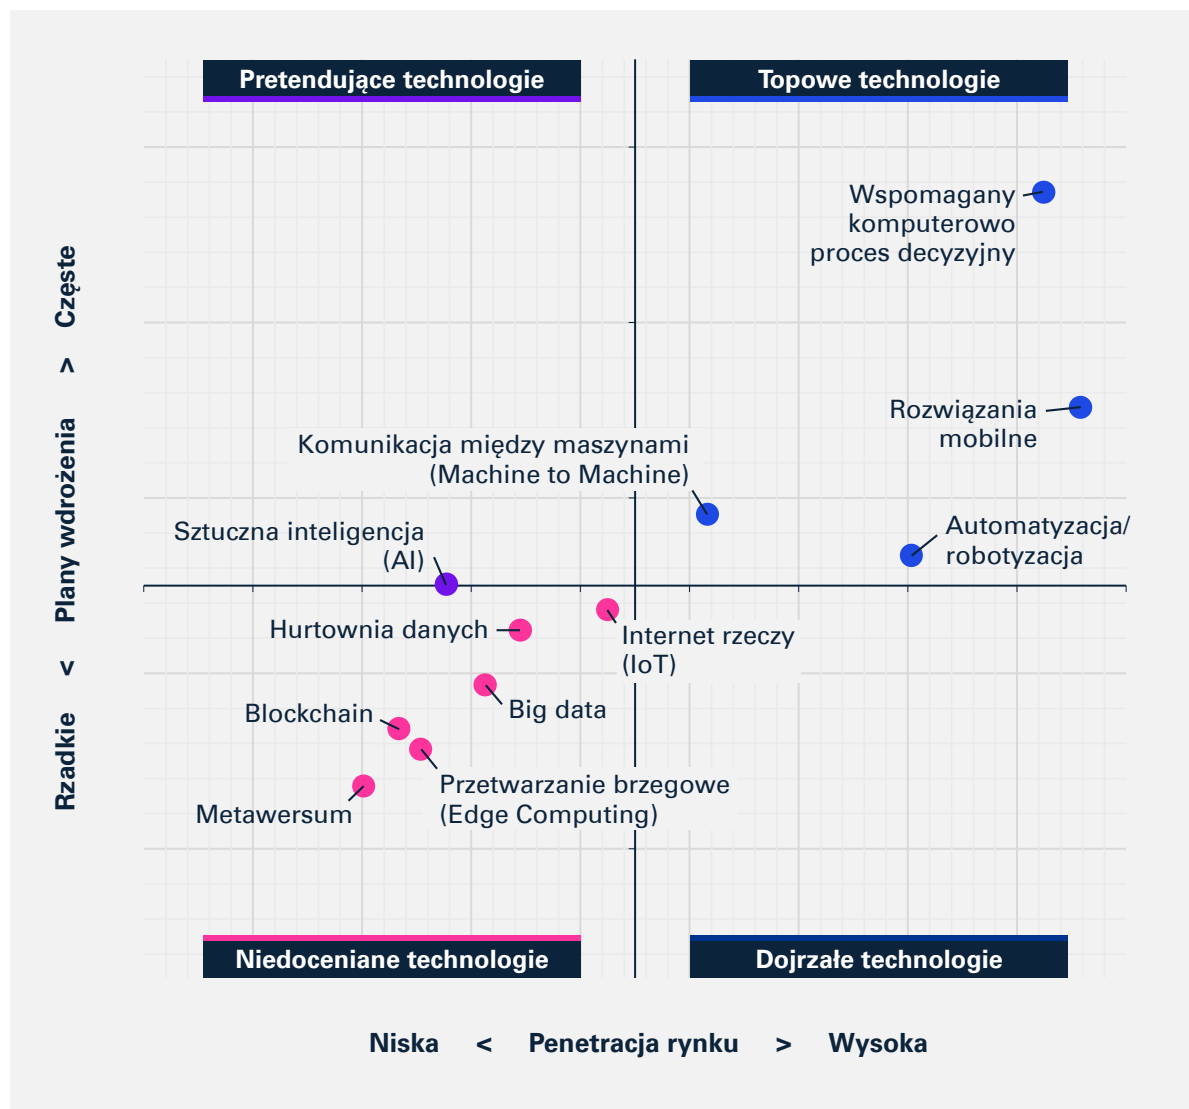 Pretendujące technologie
Topowe technologie
Wspomagany
komputerowo
proces decyzyjny
Rozwiązania
mobilne
Komunikacja między maszynami
(Machine to Machine)
Automatyzacja/
robotyzacja
Sztuczna inteligencja
(AI)
Hurtownia danych
Internet rzeczy
(IoT)
Big data
Blockchain
Przetwarzanie brzegowe
(Edge Computing)
Metawersum
Niedoceniane technologie
Dojrzałe technologie
Rzadkie < Plany wdrożenia > Częste
Niska < Penetracja rynku > Wysoka